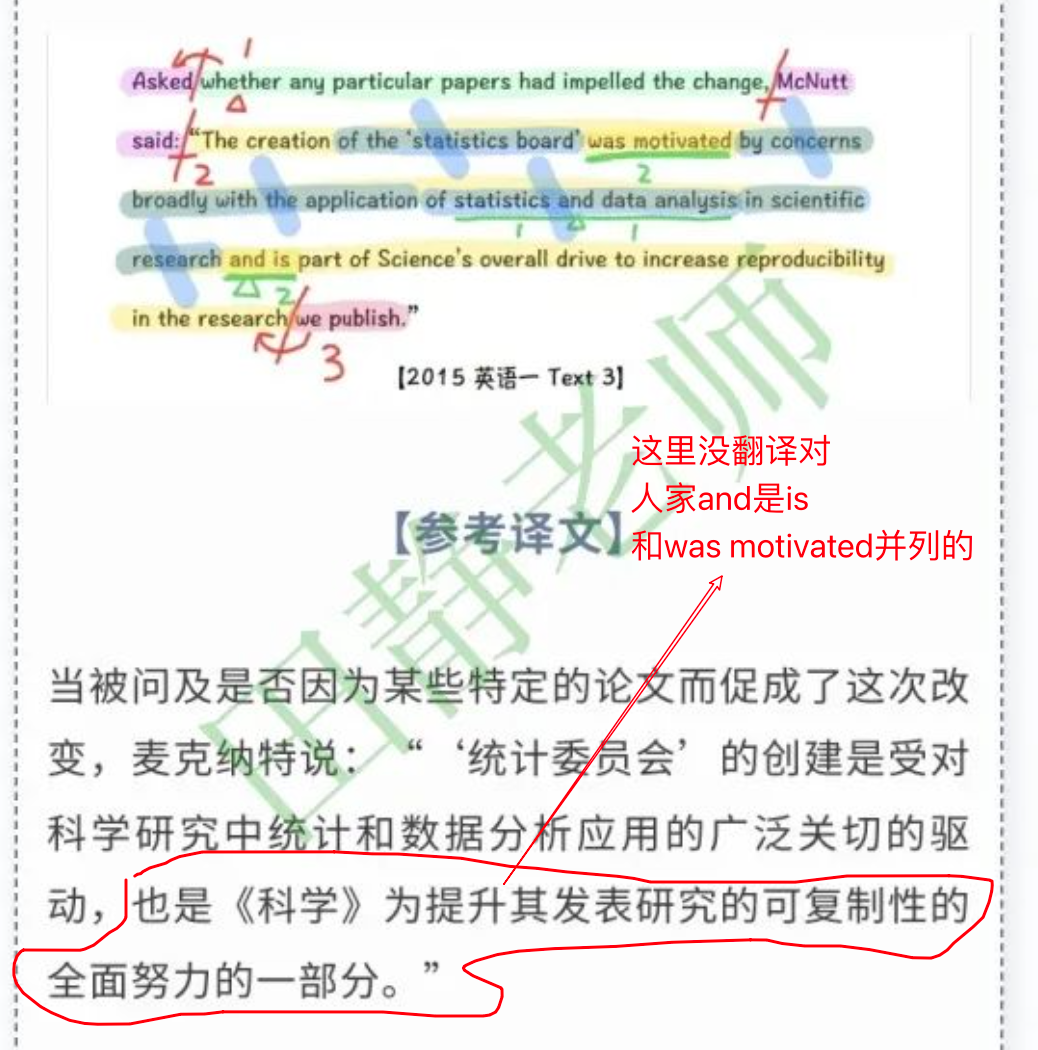 1
Asked whether any particular papers had impelled the change, McNutt
said: “The creation of the ‘statistics board’ was motivated by concerns
2
2
broadly with the application of statistics and data analysis in scientific
1
1
research and is part of Science's overall drive to increase reproducibility
2
in the research we publish.”
3
【2015 英语一 Text 3】
这里没翻译对
人家and是is
和was motivated并列的
【参考译文】
田静老师
当被问及是否因为某些特定的论文而促成了这次改
变，麦克纳特说：“‘统计委员会’的创建是受对
科学研究中统计和数据分析应用的广泛关切的驱
动，也是《科学》为提升其发表研究的可复制性的
全面努力的一部分。”